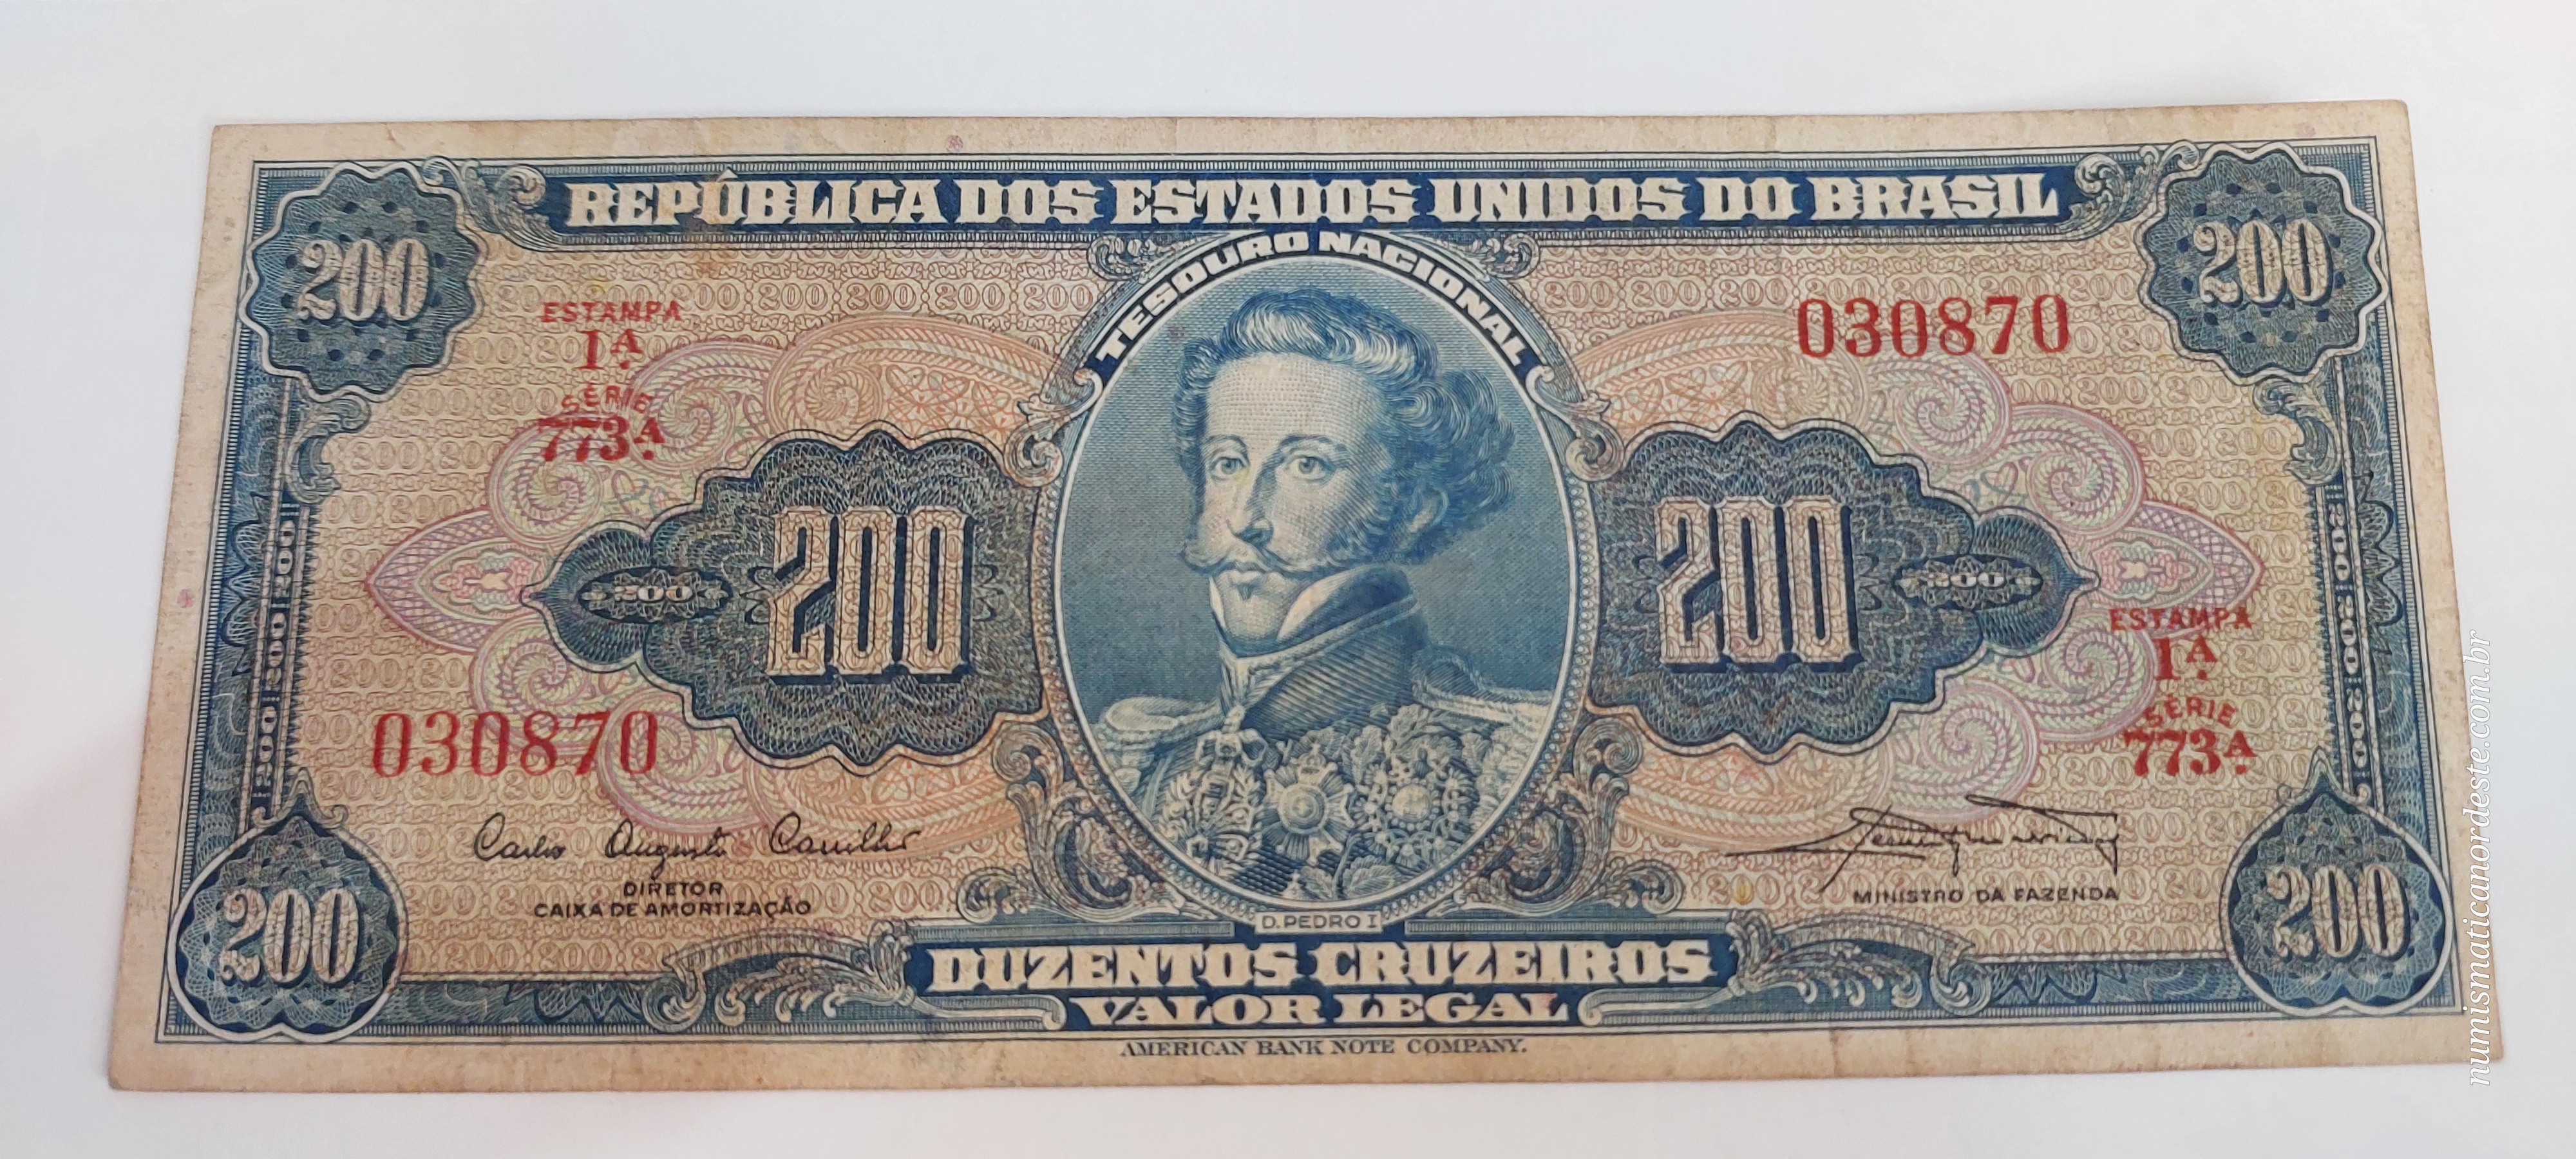 REPÚBLICA DOS ESTADOS UNIDOS DO BRASIL
TESOURO NACIONAL
200
200
ESTAMPA
1A.
SÉRIE
773A.
030870
200
200
200
200
030870
ESTAMPA
1A.
SÉRIE
773A.
Carlos Augusto Carrilho
DIRETOR
CAIXA DE AMORTIZAÇÃO
MINISTRO DA FAZENDA
200
200
D. PEDRO I
DUZENTOS CRUZEIROS
VALOR LEGAL
AMERICAN BANK NOTE COMPANY.
numismaticanordeste.com.br